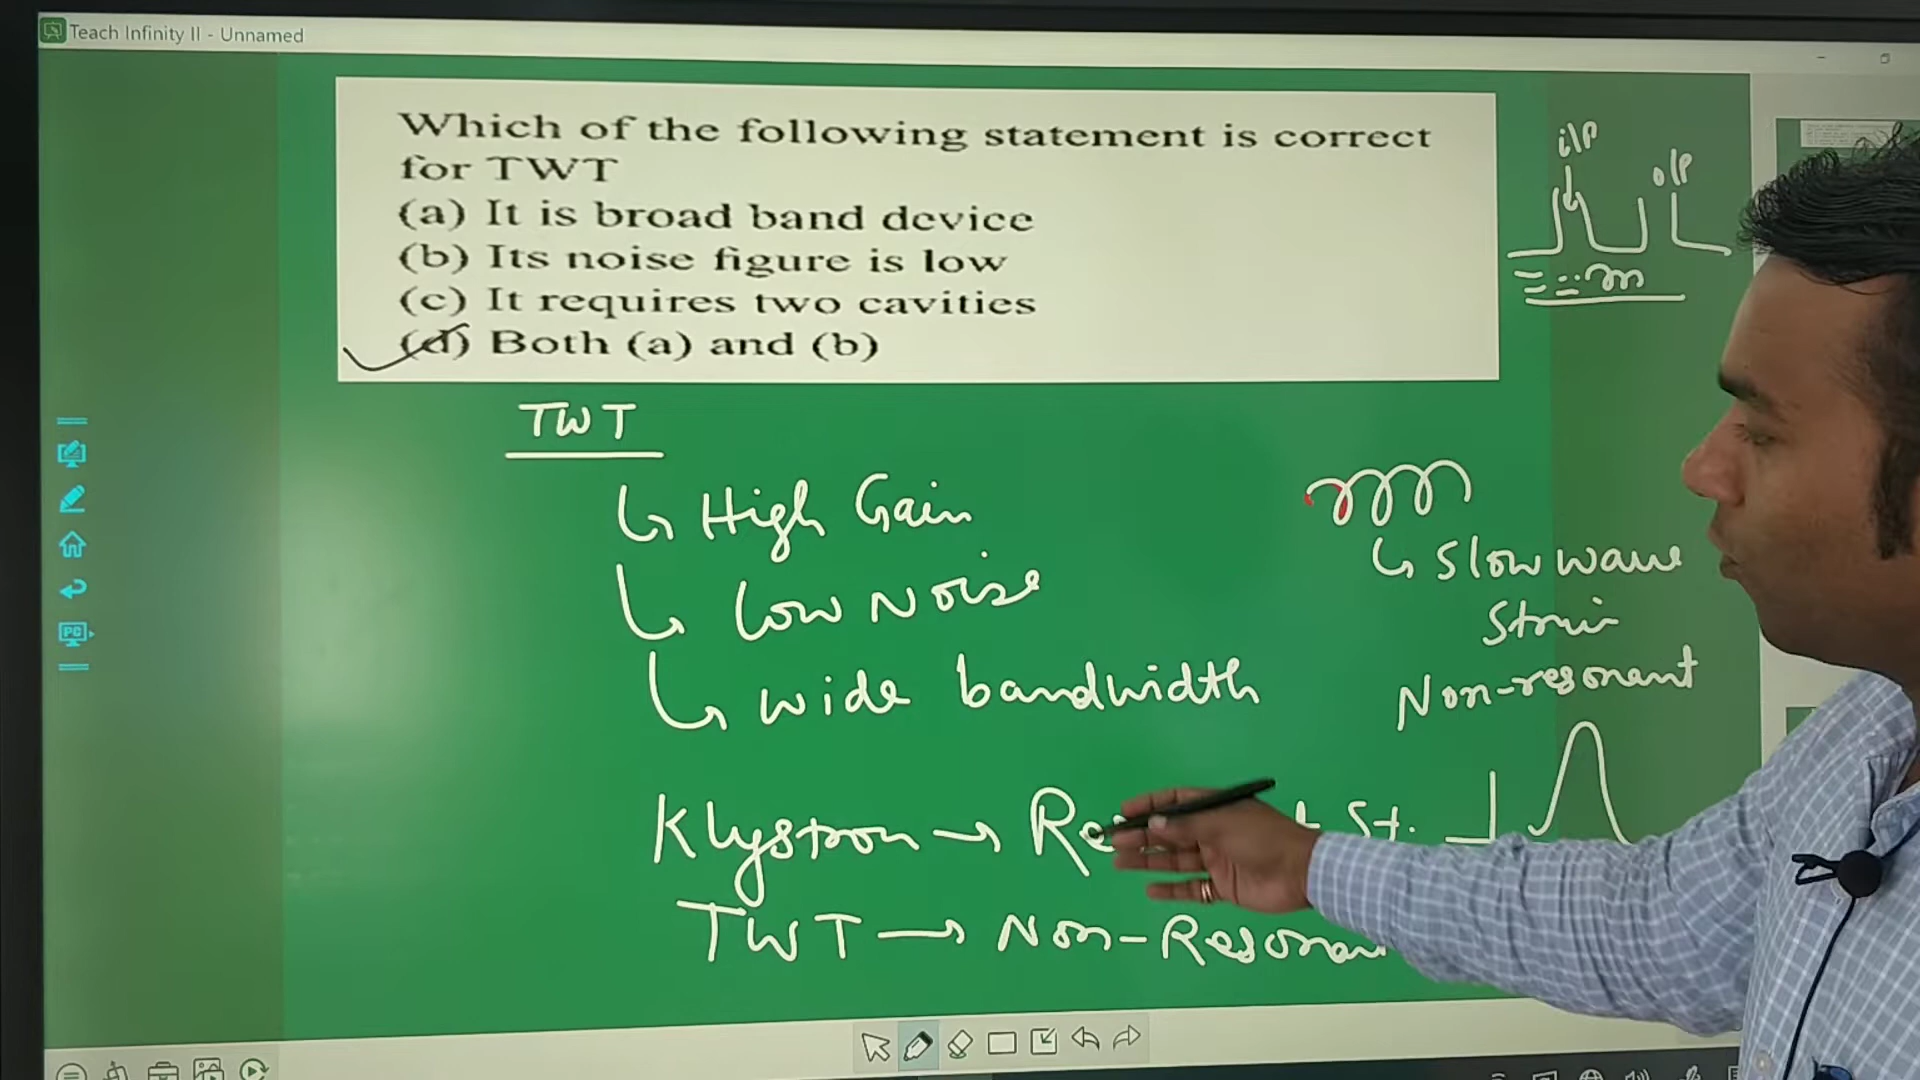 Teach Infinity II - Unnamed
Which of the following statement is correct
for TWT
(a) It is broad band device
(b) Its noise figure is low
(c) It requires two cavities
(d) Both (a) and (b)
i/P
o/P
TWT
High Gain
Low Noise
wide bandwidth
Slow wave
Non-resonant
Klystron → St.
TWT → Non-Resonan
PC